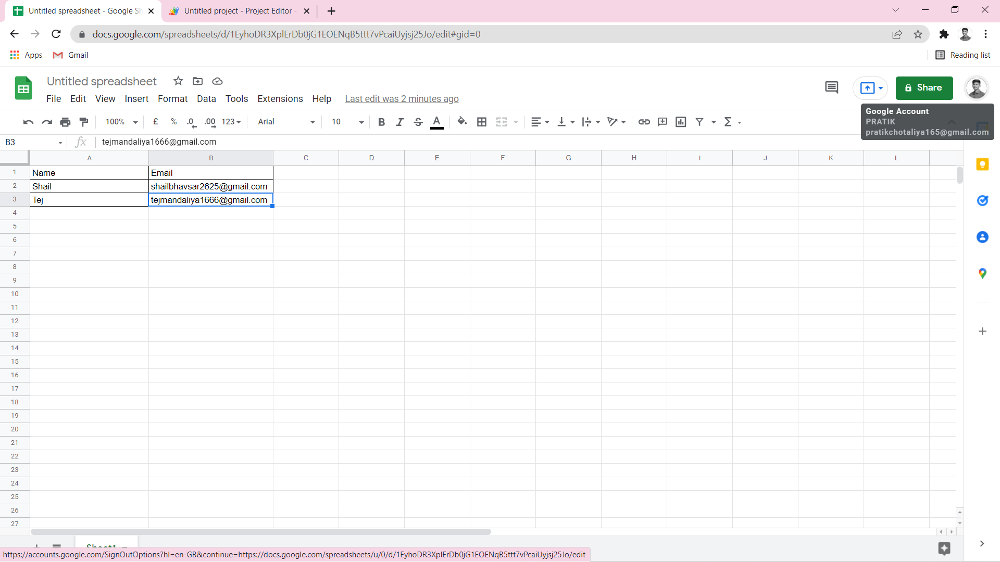 Untitled spreadsheet - Google Sh
Untitled project - Project Editor -
docs.google.com/spreadsheets/d/1EyhoDR3XplErDb0jG1EOENqB5ttt7vPcaiUyjsj25Jo/edit#gid=0
Apps
Gmail
Reading list
Untitled spreadsheet
File Edit View Insert Format Data Tools Extensions Help Last edit was 2 minutes ago
Share
Google Account
PRATIK
pratikchotaliya165@gmail.com
100% £ % .0 .00 123 Arial 10 B I S A Σ
B3 fx tejmandaliya1666@gmail.com
A B C D E F G H I J K L
1 Name Email
2 Shail shailbhavsar2625@gmail.com
3 Tej tejmandaliya1666@gmail.com
4
5
6
7
8
9
10
11
12
13
14
15
16
17
18
19
20
21
22
23
24
25
26
27
Sheet1
https://accounts.google.com/SignOutOptions?hl=en-GB&continue=https://docs.google.com/spreadsheets/u/0/d/1EyhoDR3XplErDb0jG1EOENqB5ttt7vPcaiUyjsj25Jo/edit